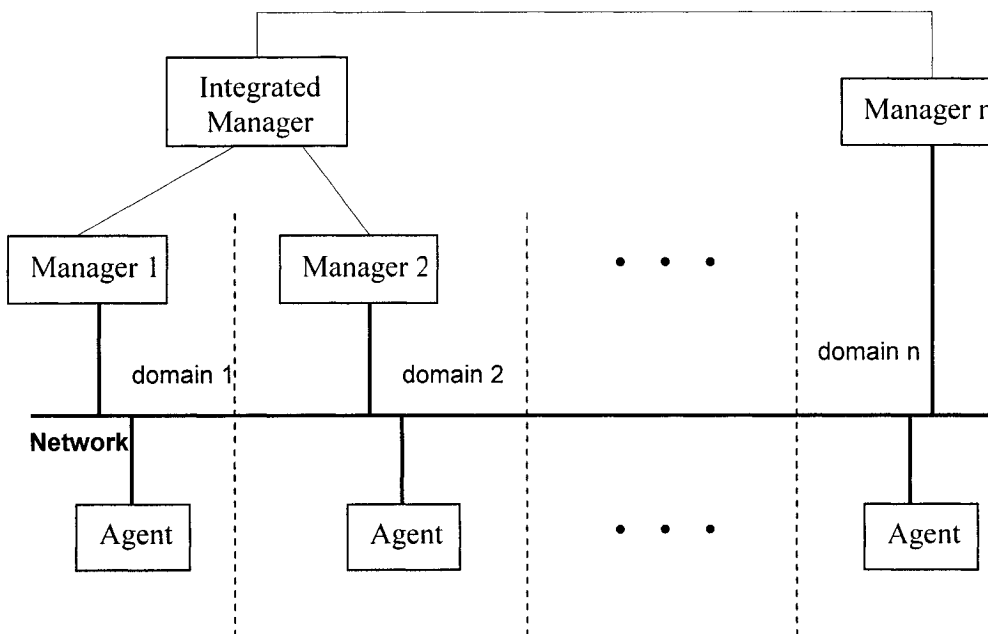 Integrated
Manager
Manager n
Manager 1
Manager 2
domain 1
domain 2
domain n
Network
Agent
Agent
Agent